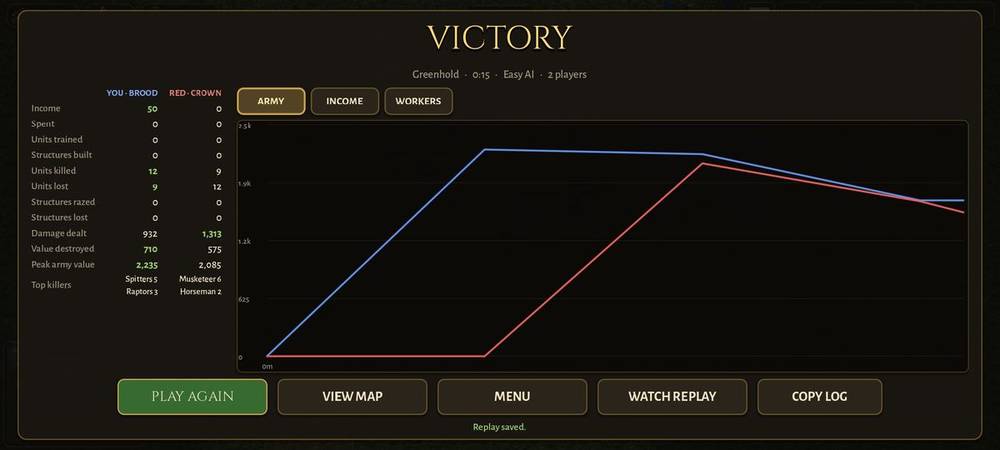 VICTORY
Greenhold · 0:15 · Easy AI · 2 players
YOU · BROOD RED · CROWN
Income 50 0
Spent 0 0
Units trained 0 0
Structures built 0 0
Units killed 12 9
Units lost 9 12
Structures razed 0 0
Structures lost 0 0
Damage dealt 932 1,313
Value destroyed 710 575
Peak army value 2,235 2,085
Top killers Spitters 5 Musketeer 6
Raptors 3 Horseman 2
ARMY INCOME WORKERS
2.5k
1.9k
1.2k
625
0
0m
PLAY AGAIN VIEW MAP MENU WATCH REPLAY COPY LOG
Replay saved.